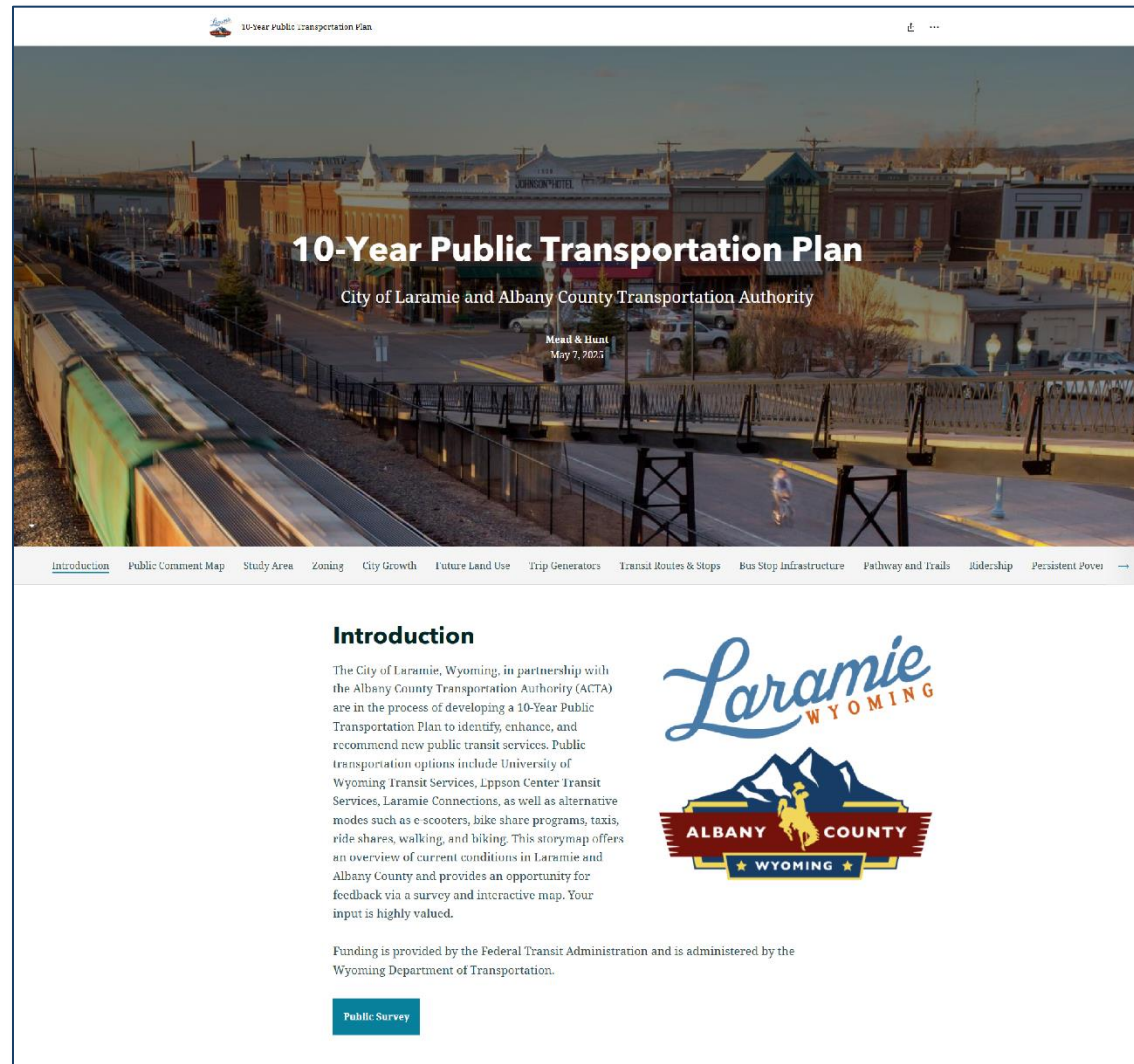 Laramie
10-Year Public Transportation Plan
JOHNSON HOTEL
10-Year Public Transportation Plan
City of Laramie and Albany County Transportation Authority
Mead & Hunt
May 7, 2025
Introduction Public Comment Map Study Area Zoning City Growth Future Land Use Trip Generators Transit Routes & Stops Bus Stop Infrastructure Pathway and Trails Ridership Persistent Pover →
Introduction
The City of Laramie, Wyoming, in partnership with
the Albany County Transportation Authority (ACTA)
are in the process of developing a 10-Year Public
Transportation Plan to identify, enhance, and
recommend new public transit services. Public
transportation options include University of
Wyoming Transit Services, Eppson Center Transit
Services, Laramie Connections, as well as alternative
modes such as e-scooters, bike share programs, taxis,
ride shares, walking, and biking. This storymap offers
an overview of current conditions in Laramie and
Albany County and provides an opportunity for
feedback via a survey and interactive map. Your
input is highly valued.
Laramie
WYOMING
ALBANY COUNTY
WYOMING
Funding is provided by the Federal Transit Administration and is administered by the
Wyoming Department of Transportation.
Public Survey